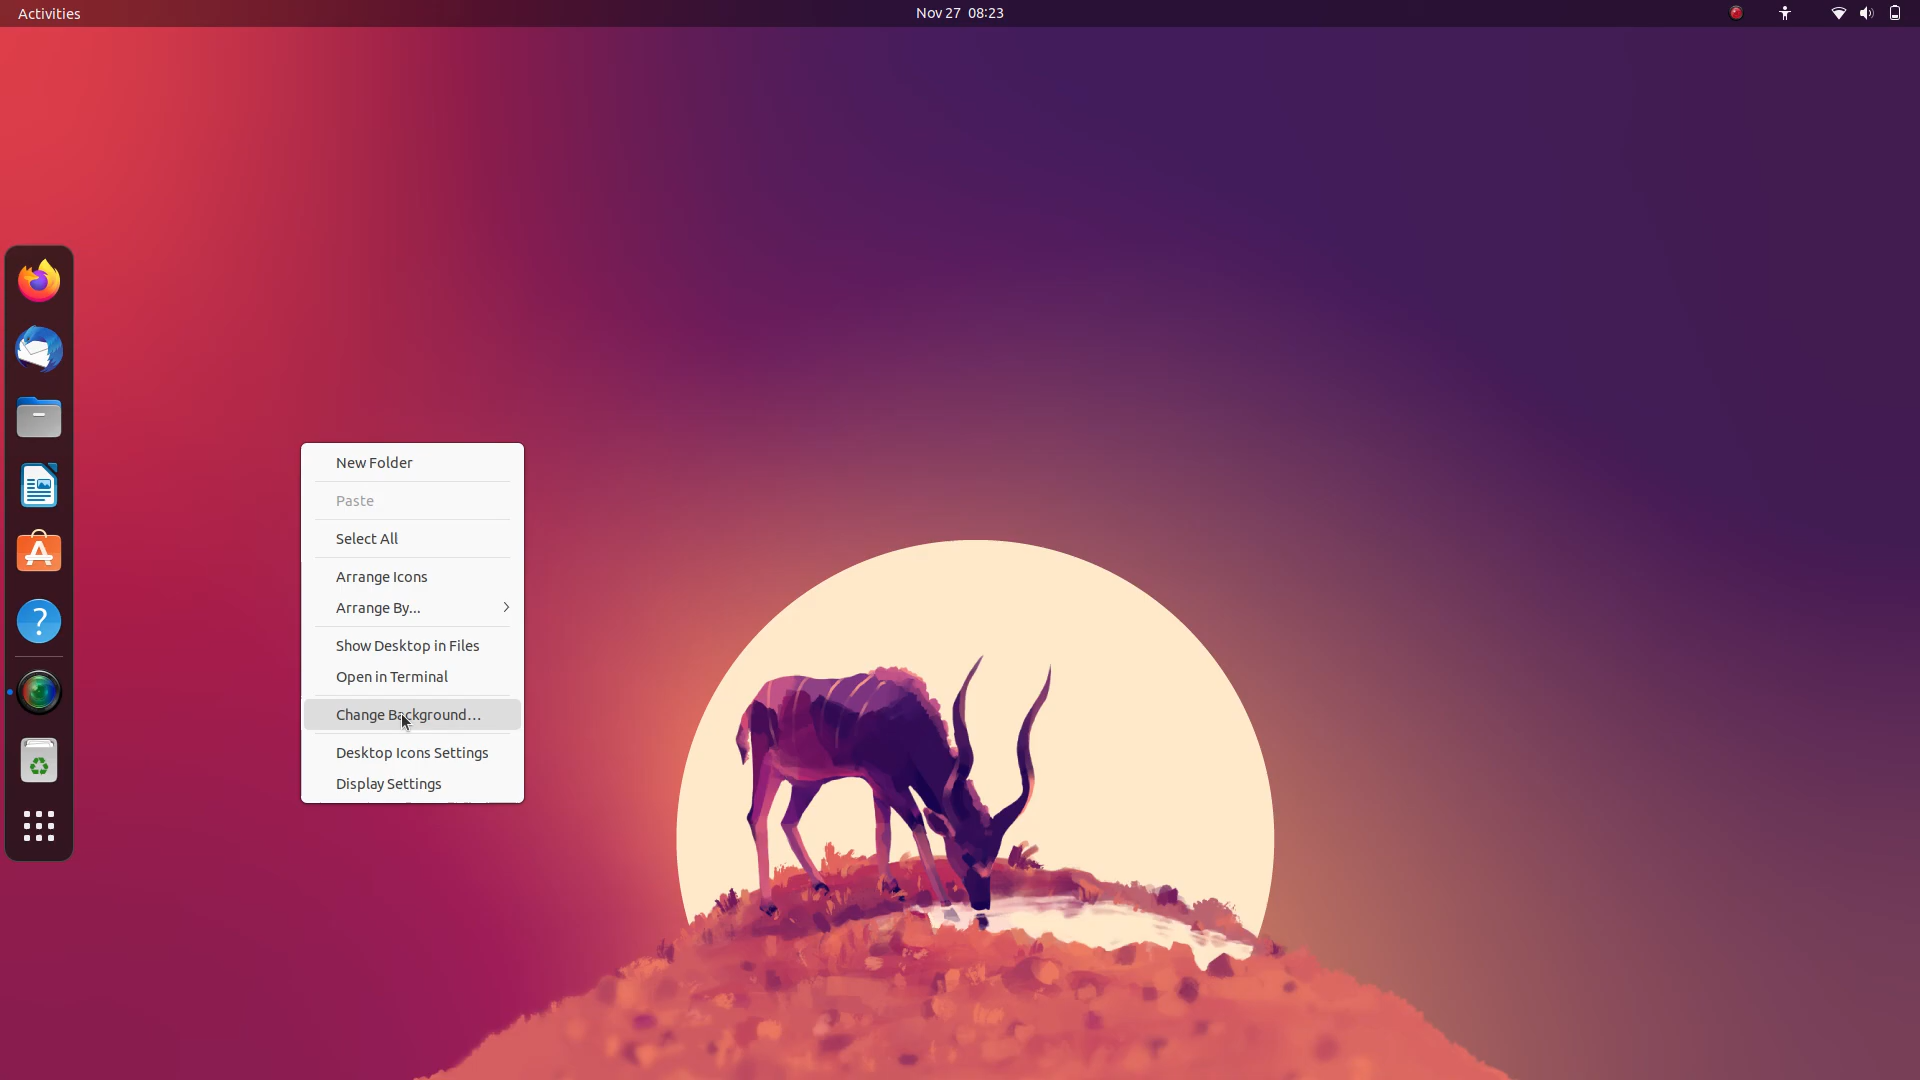 Activities
Nov 27 08:23
New Folder
Paste
Select All
Arrange Icons
Arrange By...
Show Desktop in Files
Open in Terminal
Change Background…
Desktop Icons Settings
Display Settings